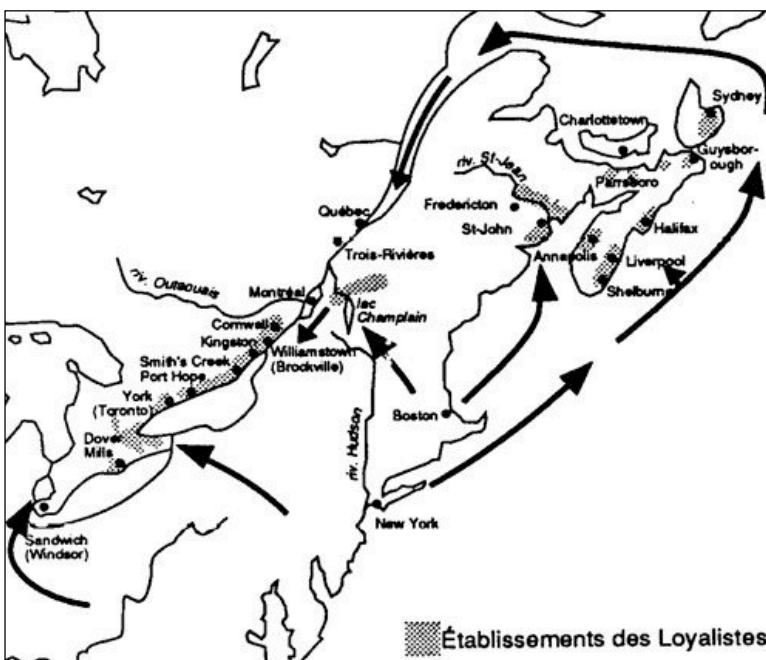 Sydney
Charlottetown
Guysbor-
ough
riv. St-Jean
Parrsboro
Fredericton
Québec
St-John
Halifax
Trois-Rivières
Annapolis
Liverpool
riv. Outaouais
Montréal
lac
Champlain
Shelburne
Cornwall
Kingston
Williamstown
(Brockville)
Smith's Creek
Port Hope
York
(Toronto)
Boston
Dover
Mills
riv. Hudson
New York
Sandwich
(Windsor)
Établissements des Loyalistes